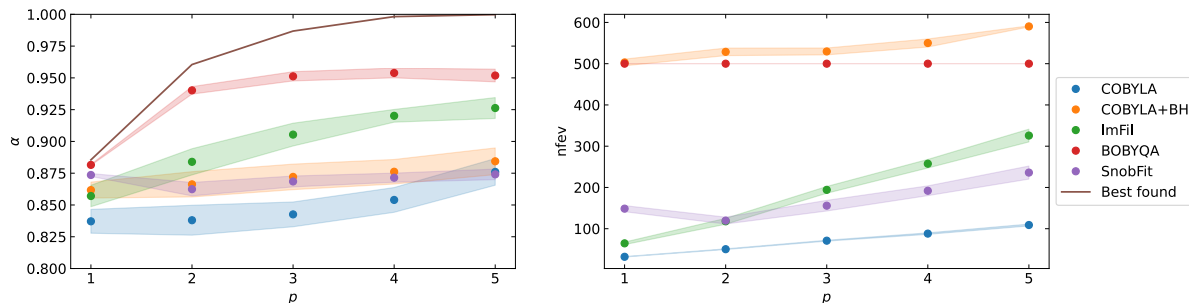 1.000
0.975
0.950
0.925
0.900
0.875
0.850
0.825
0.800
α
1 2 3 4 5
p
600
500
400
300
200
100
nfev
1 2 3 4 5
p
COBYLA
COBYLA+BH
ImFil
BOBYQA
SnobFit
Best found